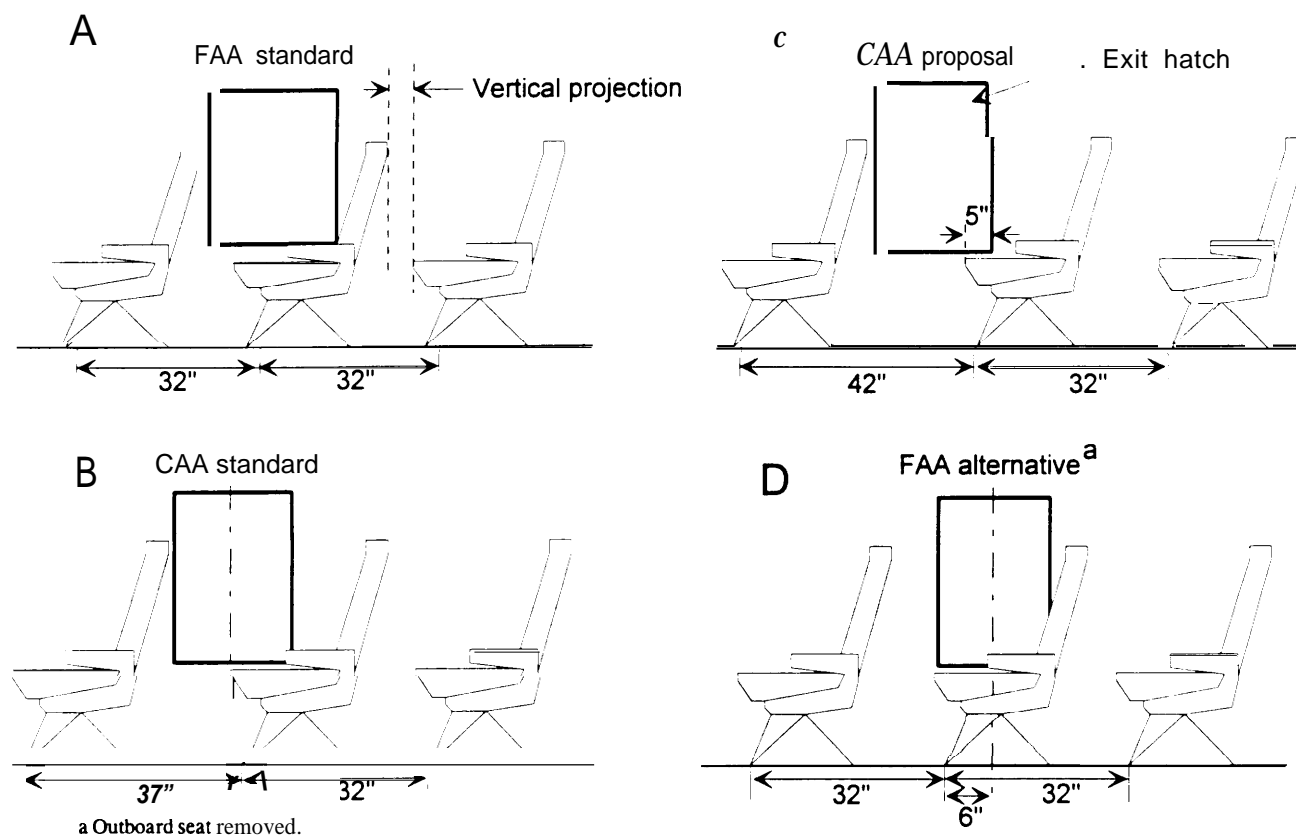 A
FAA standard
Vertical projection
32"
32"
c
CAA proposal
. Exit hatch
5"
42"
32"
B
CAA standard
37"
32"
a Outboard seat removed.
D
FAA alternative a
32"
32"
6"